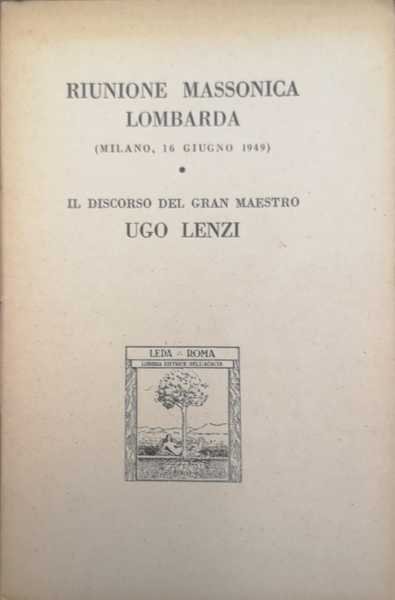 RIUNIONE MASSONICA
LOMBARDA
(MILANO, 16 GIUGNO 1949)
IL DISCORSO DEL GRAN MAESTRO
UGO LENZI
LEDA - ROMA
LIBRERIA EDITRICE DELL'ACACIA